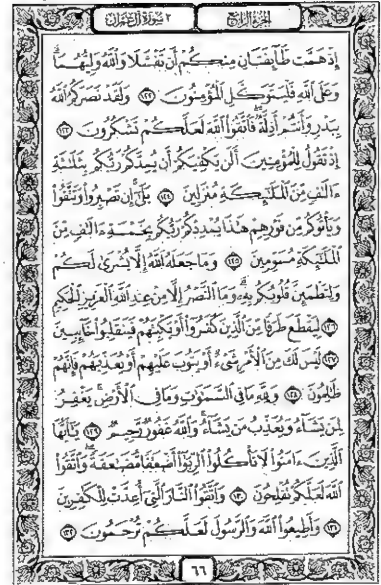 الجزء الرابع ٣ سورة آل عمران
إِذْ هَمَّت طَّآئِفَتَانِ مِنكُمْ أَن تَفْشَلَا وَٱللَّهُ وَلِيُّهُمَا ۗ
وَعَلَى ٱللَّهِ فَلْيَتَوَكَّلِ ٱلْمُؤْمِنُونَ ١٢٢ وَلَقَدْ نَصَرَكُمُ ٱللَّهُ
بِبَدْرٍ وَأَنتُمْ أَذِلَّةٌ ۖ فَٱتَّقُوا۟ ٱللَّهَ لَعَلَّكُمْ تَشْكُرُونَ ١٢٣
إِذْ تَقُولُ لِلْمُؤْمِنِينَ أَلَن يَكْفِيَكُمْ أَن يُمِدَّكُمْ رَبُّكُم بِثَلَٰثَةِ
ءَالَٰفٍ مِّنَ ٱلْمَلَٰٓئِكَةِ مُنزَلِينَ ١٢٤ بَلَىٰٓ ۚ إِن تَصْبِرُوا۟ وَتَتَّقُوا۟
وَيَأْتُوكُم مِّن فَوْرِهِمْ هَٰذَا يُمْدِدْكُمْ رَبُّكُم بِخَمْسَةِ ءَالَٰفٍ مِّنَ
ٱلْمَلَٰٓئِكَةِ مُسَوِّمِينَ ١٢٥ وَمَا جَعَلَهُ ٱللَّهُ إِلَّا بُشْرَىٰ لَكُمْ
وَلِتَطْمَئِنَّ قُلُوبُكُم بِهِۦ ۗ وَمَا ٱلنَّصْرُ إِلَّا مِنْ عِندِ ٱللَّهِ ٱلْعَزِيزِ ٱلْحَكِيمِ
١٢٦ لِيَقْطَعَ طَرَفًا مِّنَ ٱلَّذِينَ كَفَرُوٓا۟ أَوْ يَكْبِتَهُمْ فَيَنقَلِبُوا۟ خَآئِبِينَ
١٢٧ لَيْسَ لَكَ مِنَ ٱلْأَمْرِ شَىْءٌ أَوْ يَتُوبَ عَلَيْهِمْ أَوْ يُعَذِّبَهُمْ فَإِنَّهُمْ
ظَٰلِمُونَ ١٢٨ وَلِلَّهِ مَا فِى ٱلسَّمَٰوَٰتِ وَمَا فِى ٱلْأَرْضِ ۚ يَغْفِرُ
لِمَن يَشَآءُ وَيُعَذِّبُ مَن يَشَآءُ ۚ وَٱللَّهُ غَفُورٌ رَّحِيمٌ ١٢٩ يَٰٓأَيُّهَا
ٱلَّذِينَ ءَامَنُوا۟ لَا تَأْكُلُوا۟ ٱلرِّبَوٰٓا۟ أَضْعَٰفًا مُّضَٰعَفَةً ۖ وَٱتَّقُوا۟
ٱللَّهَ لَعَلَّكُمْ تُفْلِحُونَ ١٣٠ وَٱتَّقُوا۟ ٱلنَّارَ ٱلَّتِىٓ أُعِدَّتْ لِلْكَٰفِرِينَ
١٣١ وَأَطِيعُوا۟ ٱللَّهَ وَٱلرَّسُولَ لَعَلَّكُمْ تُرْحَمُونَ ١٣٢
٦٦